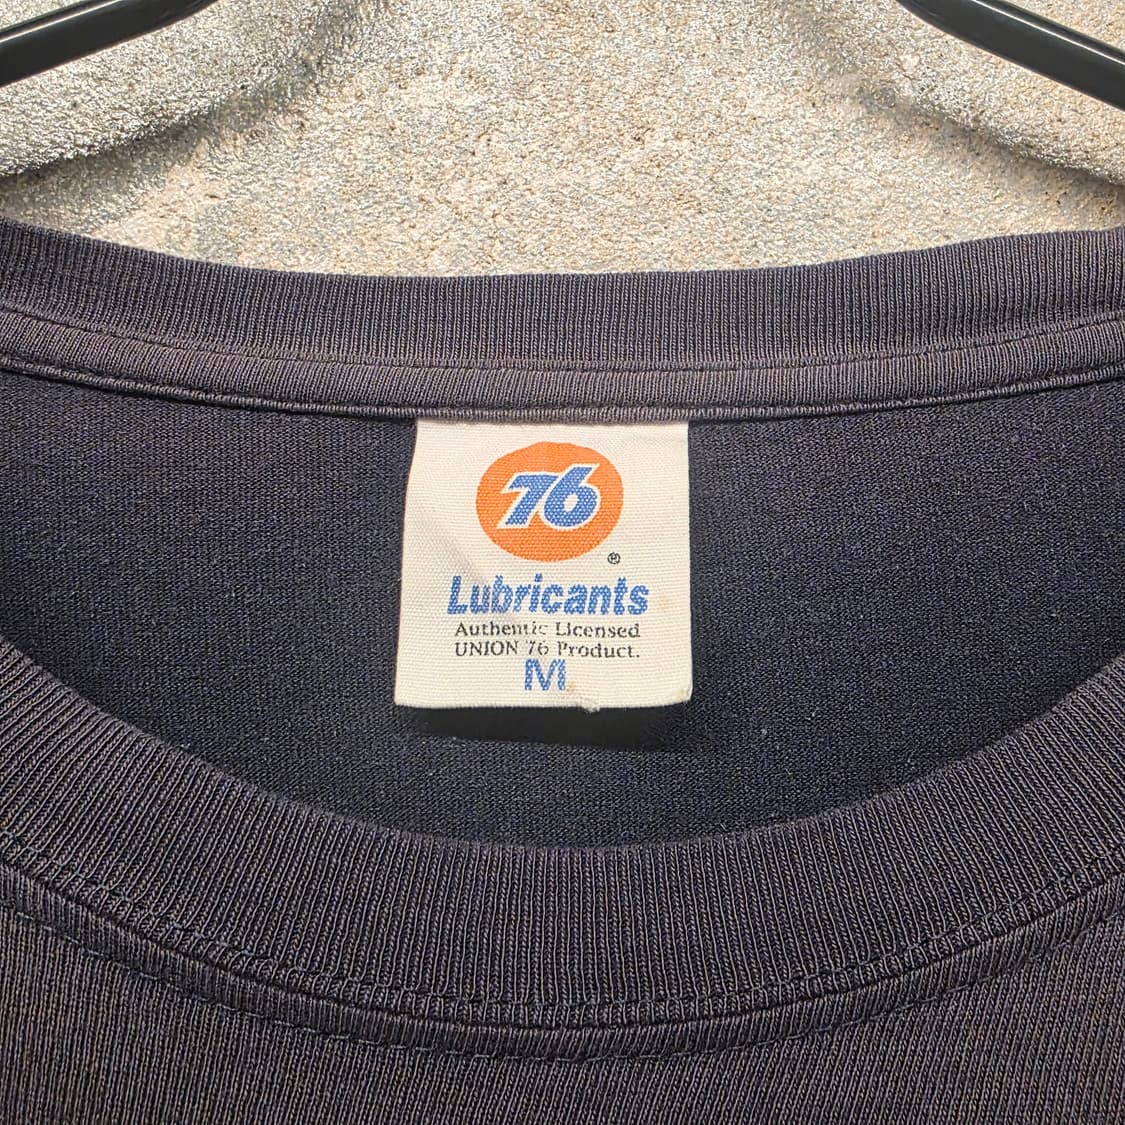 76
®
Lubricants
Authentic Licensed
UNION 76 Product.
M